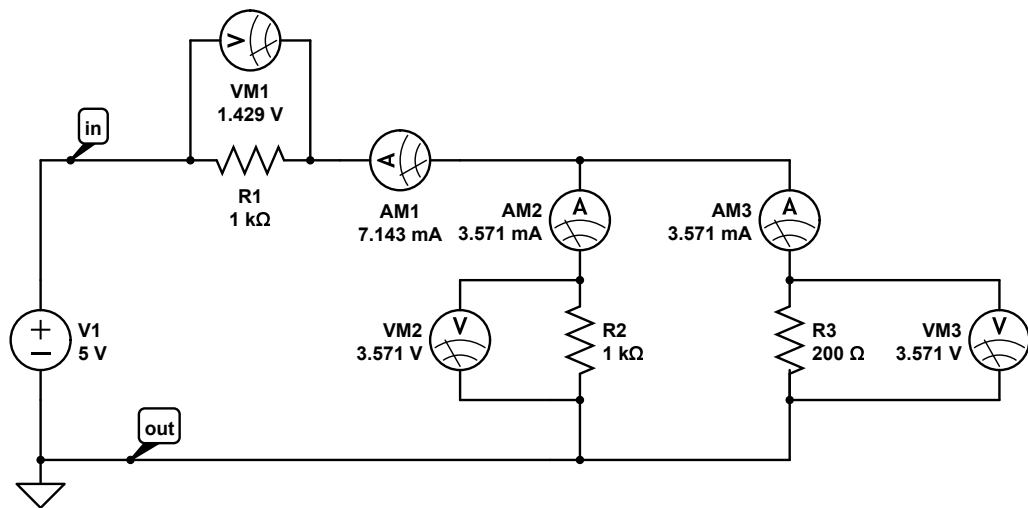 V
VM1
1.429 V
in
R1
1 kΩ
A
AM1
7.143 mA
AM2
3.571 mA
A
AM3
3.571 mA
A
V1
5 V
VM2
3.571 V
V
R2
1 kΩ
R3
200 Ω
VM3
3.571 V
V
out